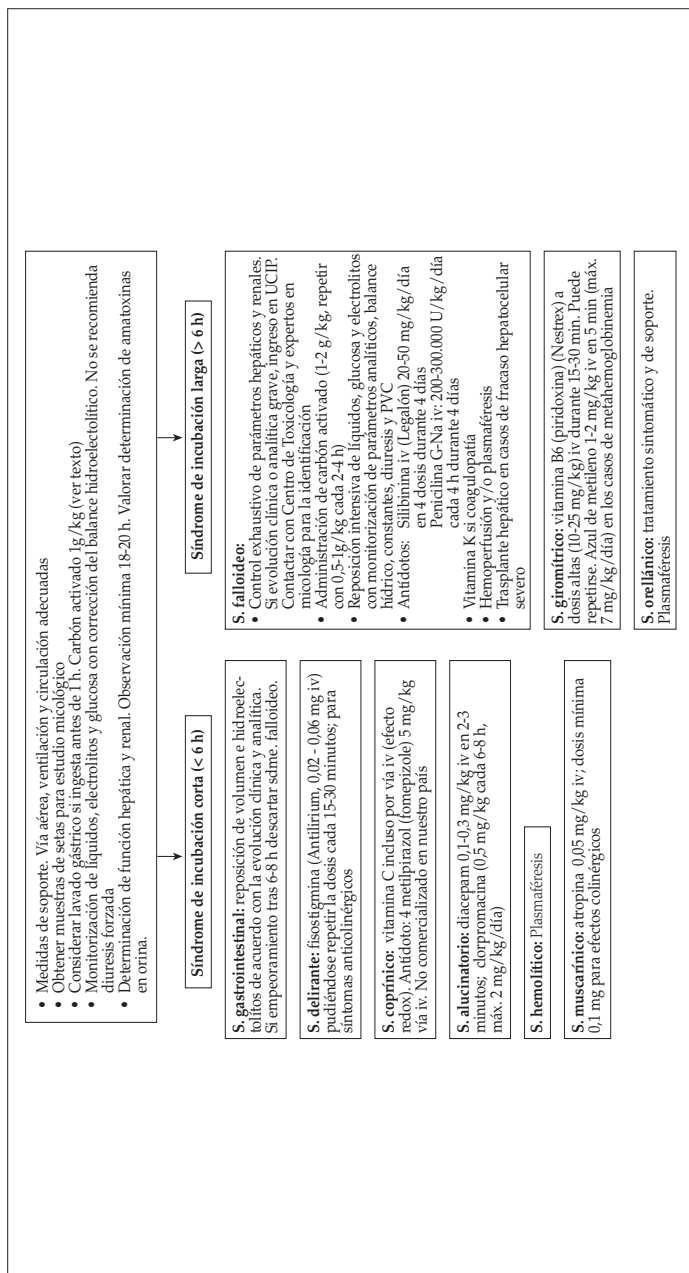 • Medidas de soporte. Vía aérea, ventilación y circulación adecuadas
• Obtener muestras de setas para estudio micológico
• Considerar lavado gástrico si ingesta antes de 1 h. Carbón activado 1g/kg (ver texto)
• Monitorización de líquidos, electrolitos y glucosa con corrección del balance hidroelectolítico. No se recomienda
diuresis forzada
• Determinación de función hepática y renal. Observación mínima 18-20 h. Valorar determinación de amatoxinas
en orina.
Síndrome de incubación corta (< 6 h)
S. gastrointestinal: reposición de volumen e hidroelec-
tolítos de acuerdo con la evolución clínica y analítica.
Si empeoramiento tras 6-8 h descartar sdme. falloideo.
S. delirante: fisostigmina (Antilirium, 0,02 - 0,06 mg iv)
pudiéndose repetir la dosis cada 15-30 minutos; para
síntomas anticolinérgicos
S. coprínico: vitamina C incluso por vía iv (efecto
redox). Antídoto: 4 metilpirazol (fomepizole) 5 mg/kg
vía iv. No comercializado en nuestro país
S. alucinatorio: diacepam 0,1-0,3 mg/kg iv en 2-3
minutos; clorpromacina (0,5 mg/kg cada 6-8 h,
máx. 2 mg/kg/día)
S. hemolítico: Plasmaféresis
S. muscarínico: atropina 0,05 mg/kg iv; dosis mínima
0,1 mg para efectos colinérgicos
Síndrome de incubación larga (> 6 h)
S. falloideo:
• Control exhaustivo de parámetros hepáticos y renales.
Si evolución clínica o analítica grave, ingreso en UCIP.
Contactar con Centro de Toxicología y expertos en
micología para la identificación
• Administración de carbón activado (1-2 g/kg, repetir
con 0,5-1g/kg cada 2-4 h)
• Reposición intensiva de líquidos, glucosa y electrolitos
con monitorización de parámetros analíticos, balance
hídrico, constantes, diuresis y PVC
• Antídotos: Silibinina iv (Legalón) 20-50 mg/kg/día
en 4 dosis durante 4 días
Penicilina G-Na iv: 200-300.000 U/kg/día
cada 4 h durante 4 días
• Vitamina K si coagulopatía
• Hemoperfusión y/o plasmaféresis
• Trasplante hepático en casos de fracaso hepatocelular
severo
S. giromítrico: vitamina B6 (piridoxina) (Nestrex) a
dosis altas (10-25 mg/kg) iv durante 15-30 min. Puede
repetirse. Azul de metileno 1-2 mg/kg iv en 5 min (máx.
7 mg/kg/día) en los casos de metahemoglobinemia
S. orellánico: tratamiento sintomático y de soporte.
Plasmaféresis